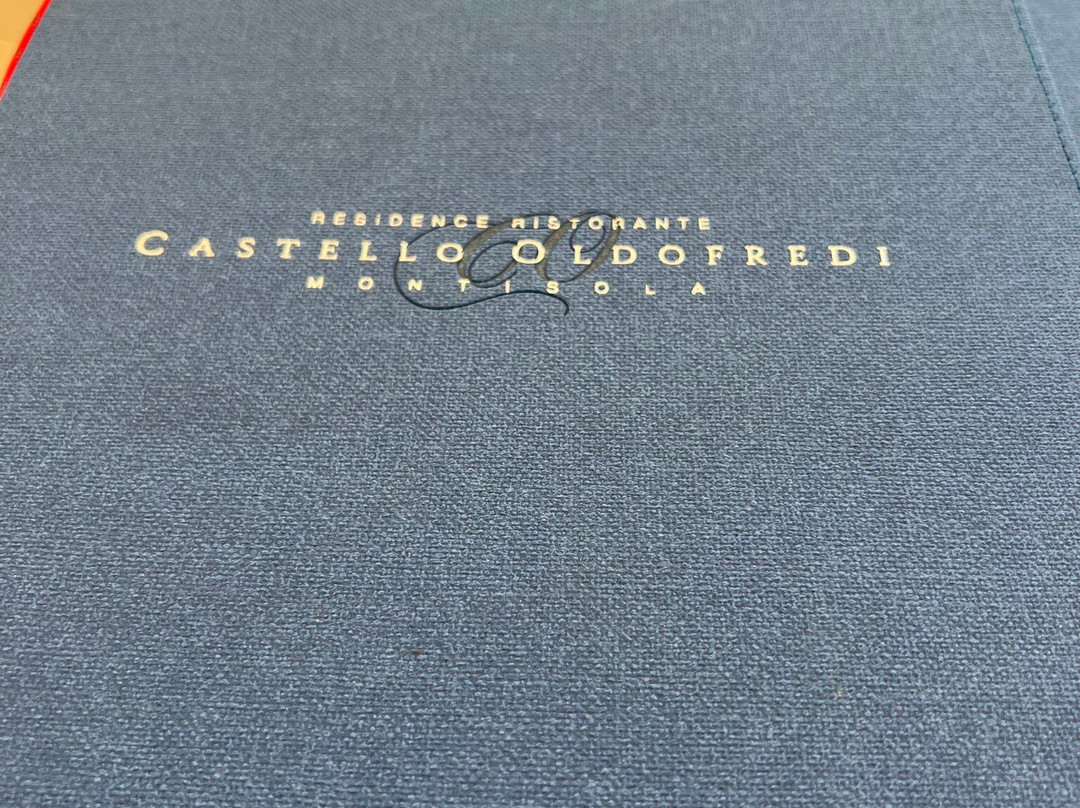 RESIDENCE RISTORANTE
CASTELLO OLDOFREDI
MONTISOLA